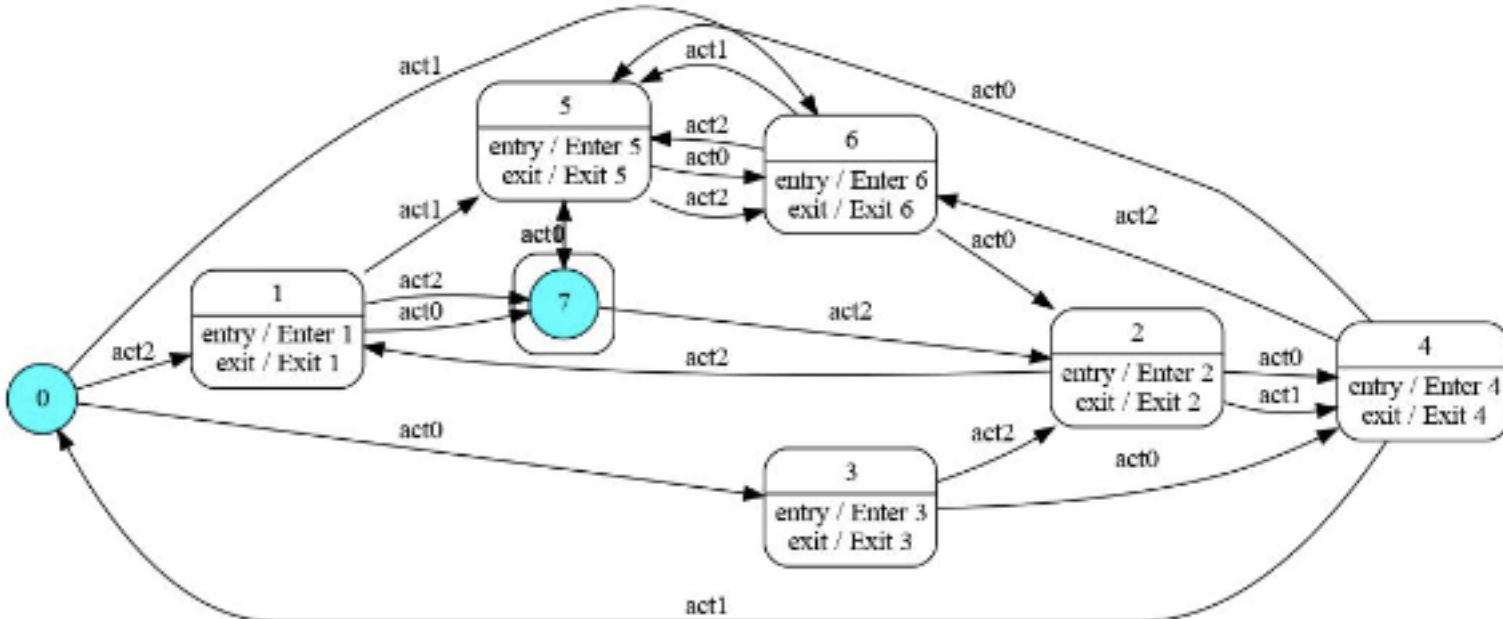 act1
act1
act0
5
entry / Enter 5
exit / Exit 5
act2
act0
act2
6
entry / Enter 6
exit / Exit 6
act1
act2
act0
act0
1
entry / Enter 1
exit / Exit 1
act2
act0
7
act2
act2
2
entry / Enter 2
exit / Exit 2
act0
act1
4
entry / Enter 4
exit / Exit 4
act2
0
act0
act2
act0
3
entry / Enter 3
exit / Exit 3
act1